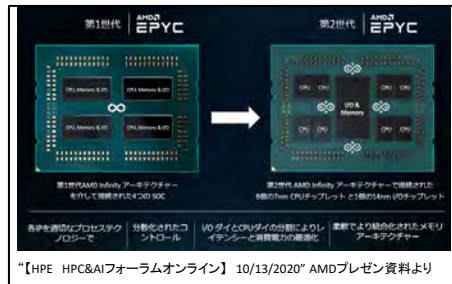 第1世代 AMD EPYC
第2世代 AMD EPYC
CPU, Memory & I/O
CPU, Memory & I/O
CPU, Memory & I/O
CPU, Memory & I/O
CPU CPU
I/O & Memory
CPU CPU
CPU CPU
CPU CPU
第1世代AMD Infinity アーキテクチャー
を介して接続された4つの SOC
第2世代 AMD Infinity アーキテクチャーで接続された
8個の7nm CPUチップレット と1個の14nm I/Oチップレット
各IPを適切なプロセステク
ノロジーで
分散化されたコ
ントロール
I/O ダイとCPUダイの分割によりレ
イテンシーと消費電力の最適化
柔軟でより統合化されたメモリ
アーキテクチャー
"【HPE HPC&AIフォーラムオンライン】 10/13/2020" AMDプレゼン資料より